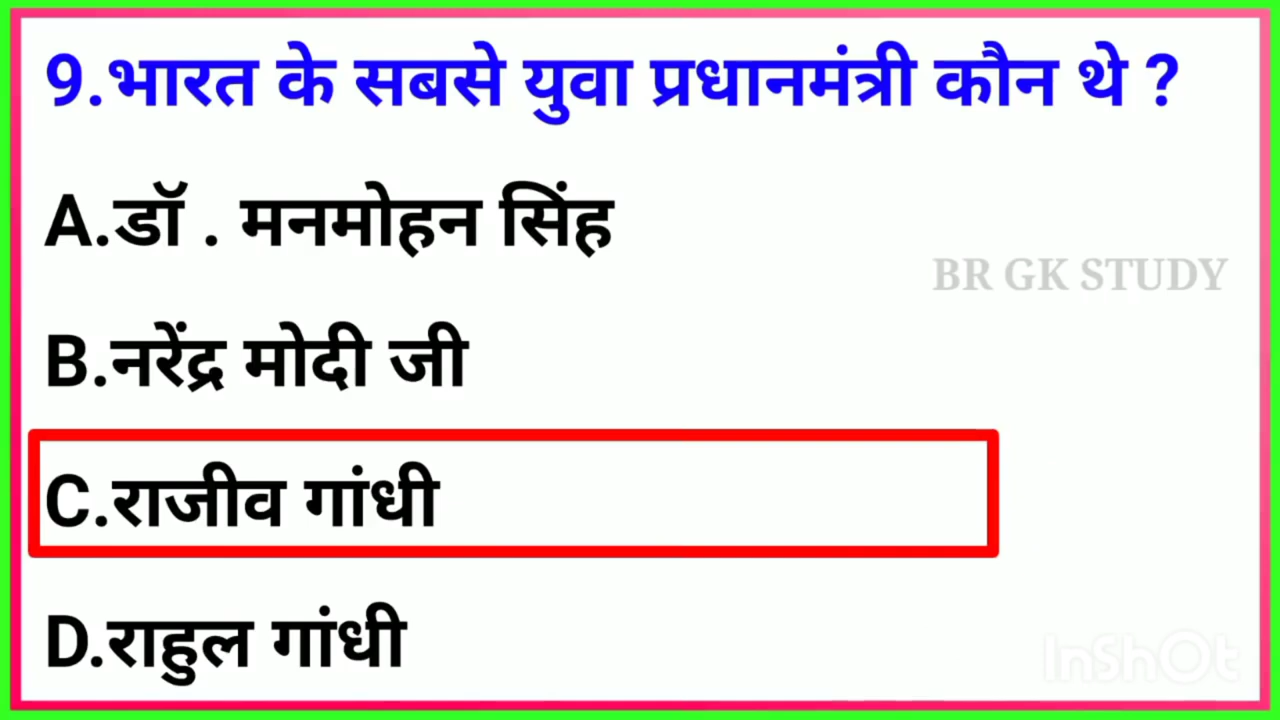 9.भारत के सबसे युवा प्रधानमंत्री कौन थे ?
A.डॉ . मनमोहन सिंह
BR GK STUDY
B.नरेंद्र मोदी जी
C.राजीव गांधी
D.राहुल गांधी
InShOt